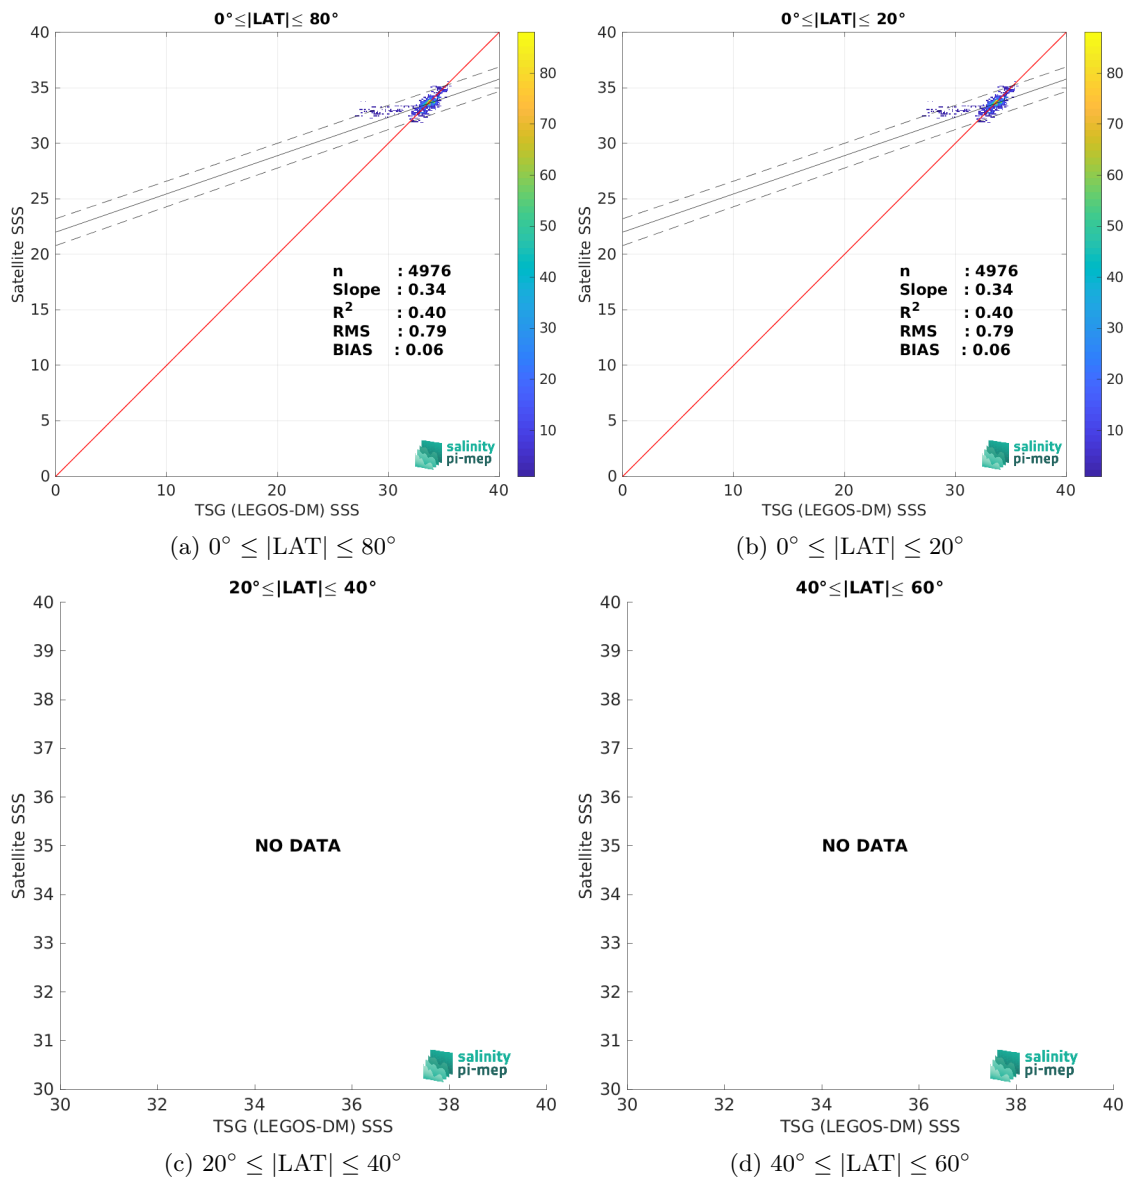 0°≤|LAT|≤ 80°
40
35
30
25
20
15
10
5
0
Satellite SSS
0
10
20
30
40
TSG (LEGOS-DM) SSS
n : 4976
Slope : 0.34
R² : 0.40
RMS : 0.79
BIAS : 0.06
salinity
pi-mep
80
70
60
50
40
30
20
10
(a) 0° ≤ |LAT| ≤ 80°
0°≤|LAT|≤ 20°
40
35
30
25
20
15
10
5
0
Satellite SSS
0
10
20
30
40
TSG (LEGOS-DM) SSS
n : 4976
Slope : 0.34
R² : 0.40
RMS : 0.79
BIAS : 0.06
salinity
pi-mep
80
70
60
50
40
30
20
10
(b) 0° ≤ |LAT| ≤ 20°
20°≤|LAT|≤ 40°
40
39
38
37
36
35
34
33
32
31
30
Satellite SSS
NO DATA
salinity
pi-mep
30
32
34
36
38
40
TSG (LEGOS-DM) SSS
(c) 20° ≤ |LAT| ≤ 40°
40°≤|LAT|≤ 60°
40
39
38
37
36
35
34
33
32
31
30
Satellite SSS
NO DATA
salinity
pi-mep
30
32
34
36
38
40
TSG (LEGOS-DM) SSS
(d) 40° ≤ |LAT| ≤ 60°